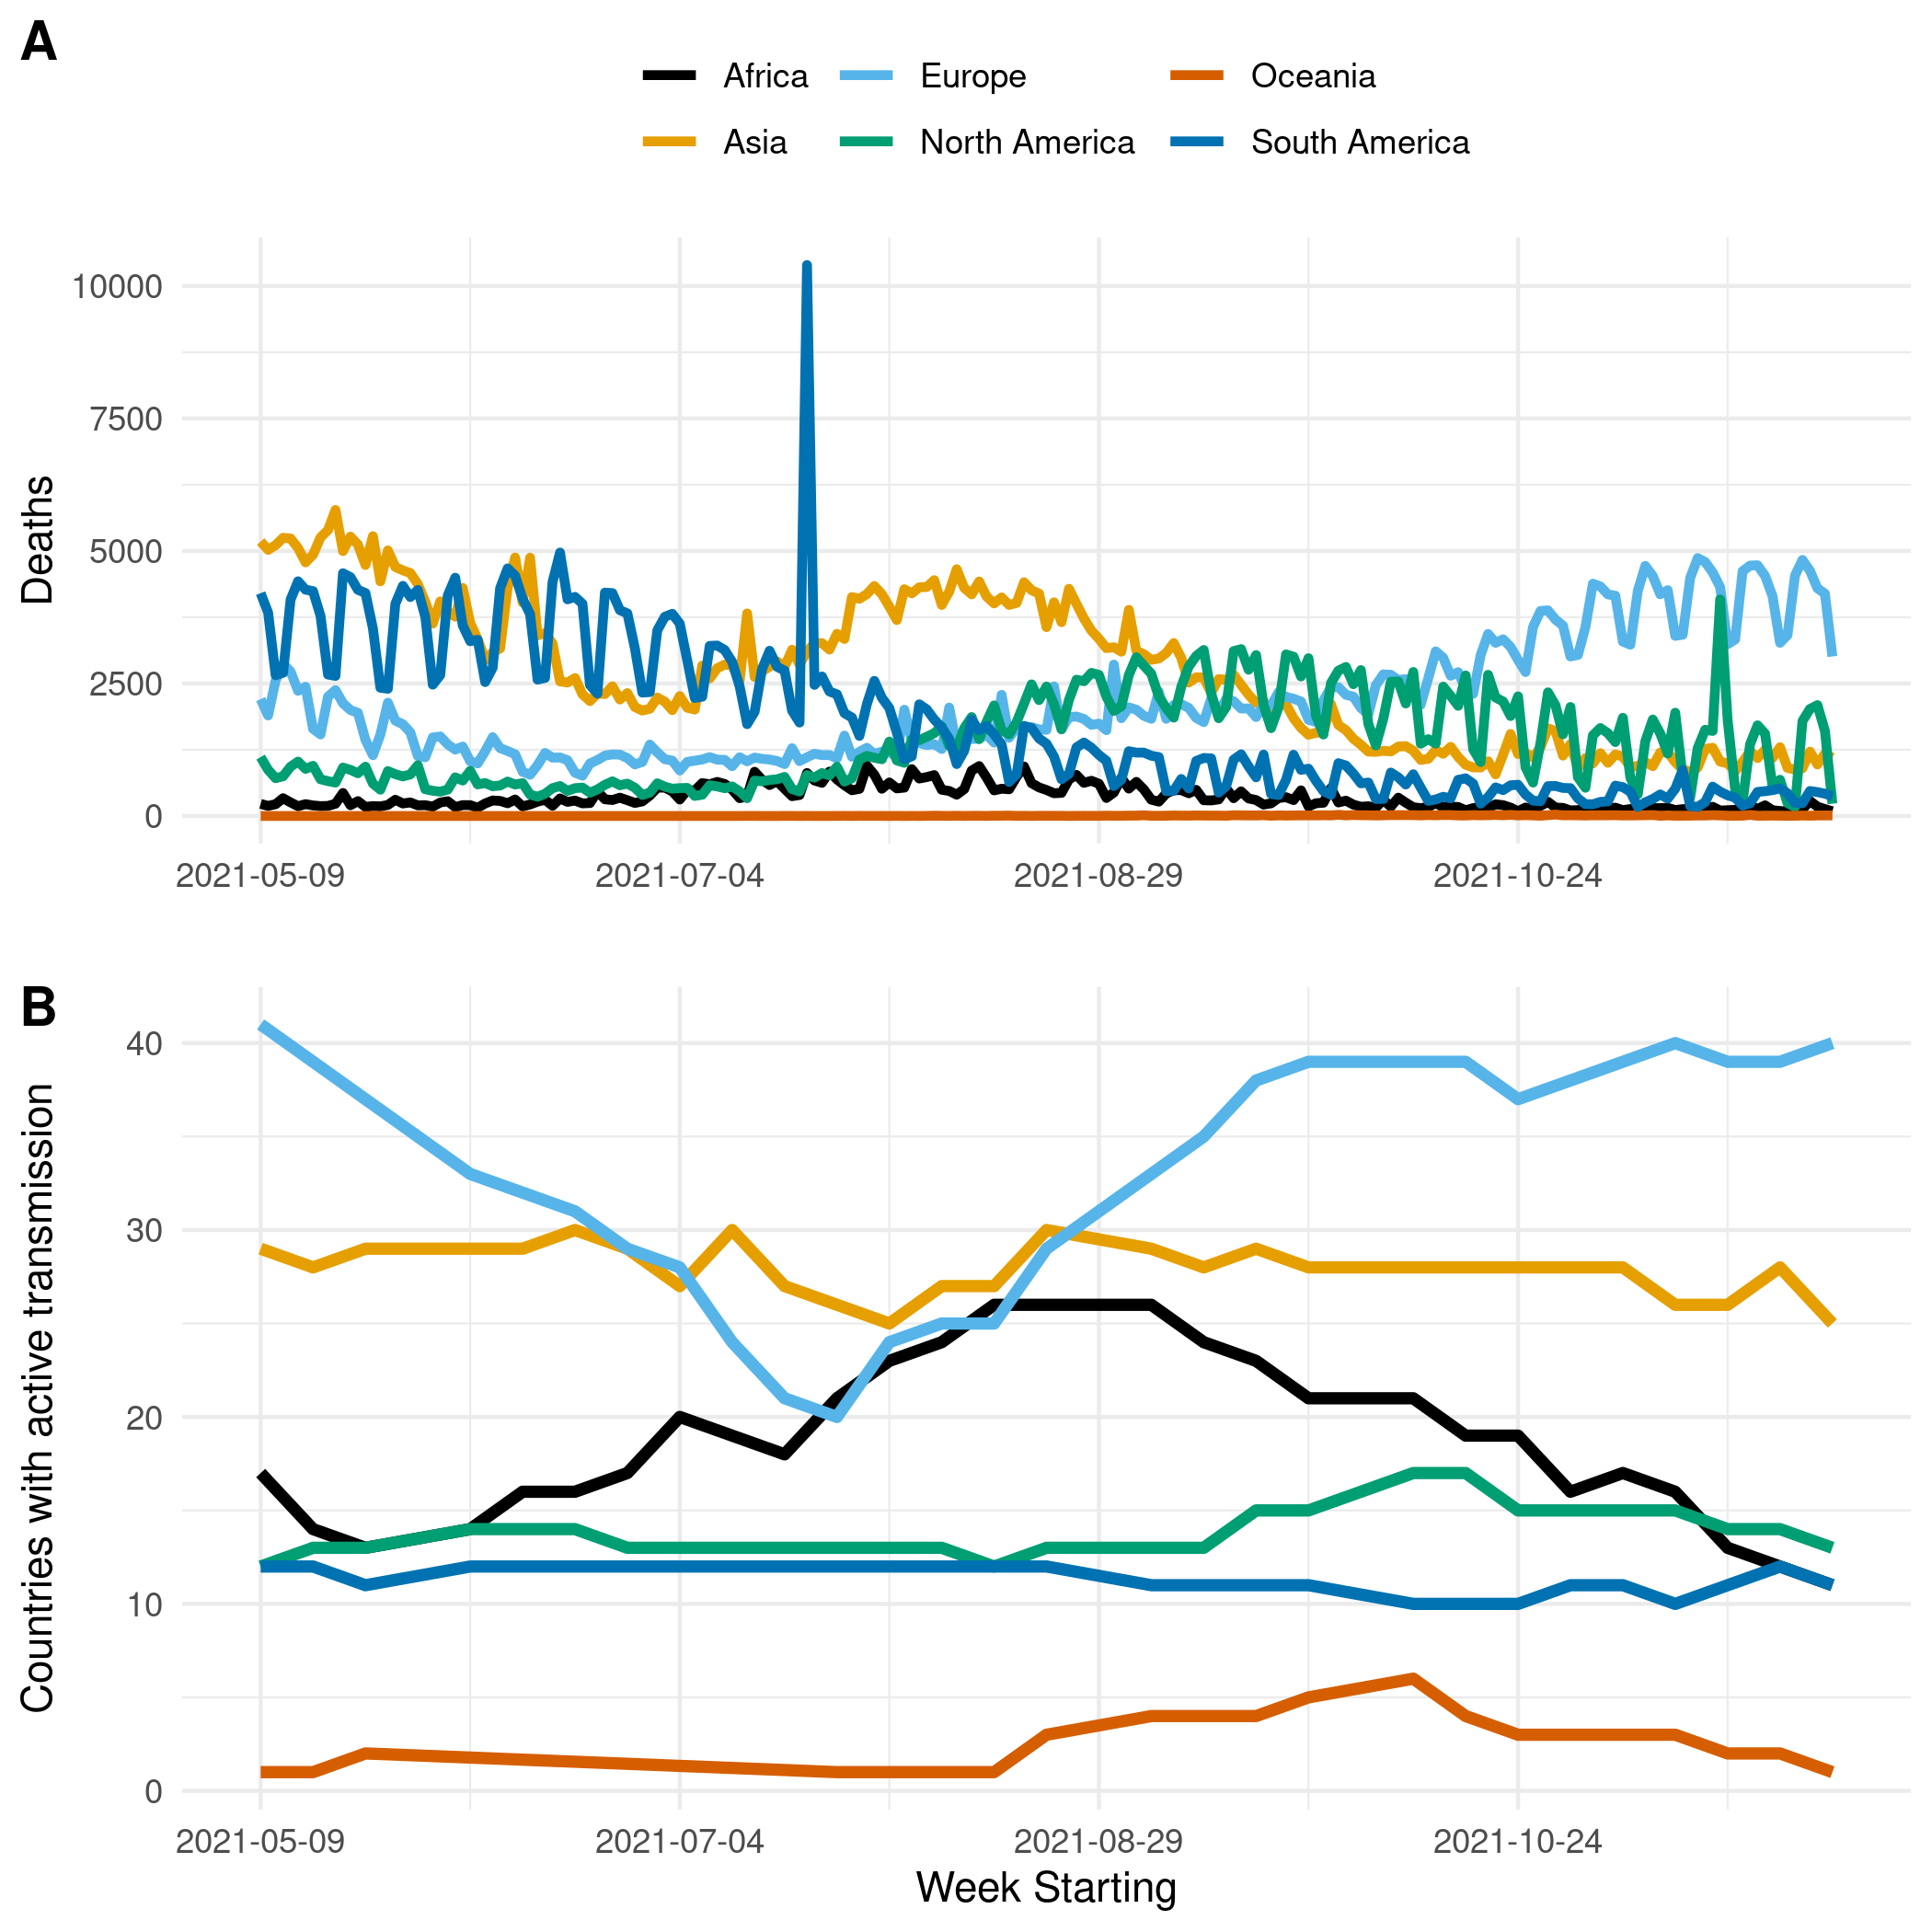 A
Africa Europe Oceania
Asia North America South America
10000
7500
5000
2500
0
Deaths
2021-05-09 2021-07-04 2021-08-29 2021-10-24
B
40
30
20
10
0
Countries with active transmission
2021-05-09 2021-07-04 2021-08-29 2021-10-24
Week Starting